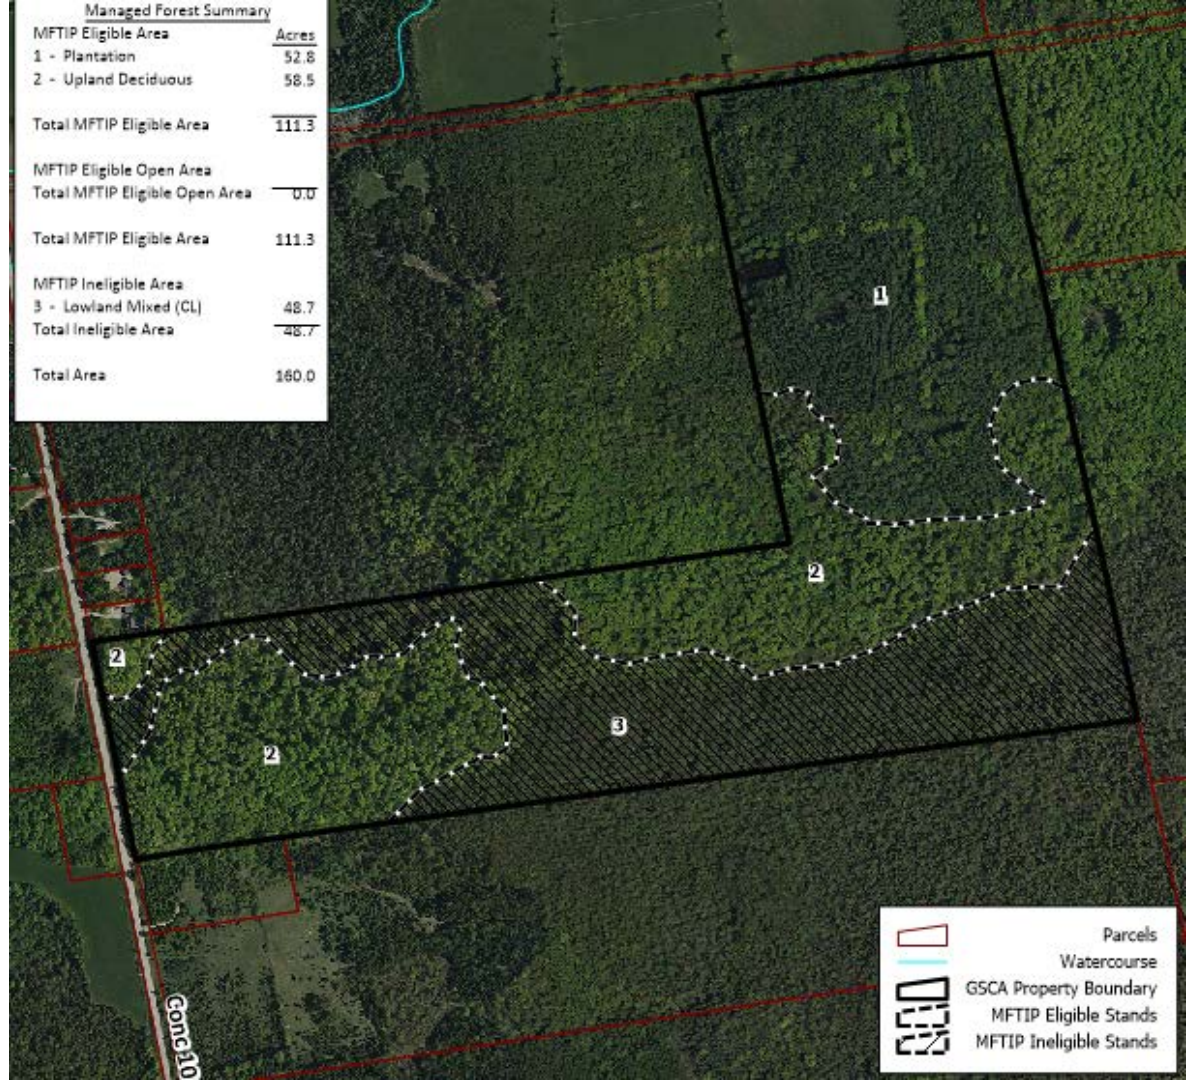 Managed Forest Summary
MFTIP Eligible Area Acres
1 - Plantation 52.8
2 - Upland Deciduous 58.5
Total MFTIP Eligible Area 111.3
MFTIP Eligible Open Area
Total MFTIP Eligible Open Area 0.0
Total MFTIP Eligible Area 111.3
MFTIP Ineligible Area
3 - Lowland Mixed (CL) 48.7
Total Ineligible Area 48.7
Total Area 160.0
1
2
2
3
2
Conc 10
Parcels
Watercourse
GSCA Property Boundary
MFTIP Eligible Stands
MFTIP Ineligible Stands